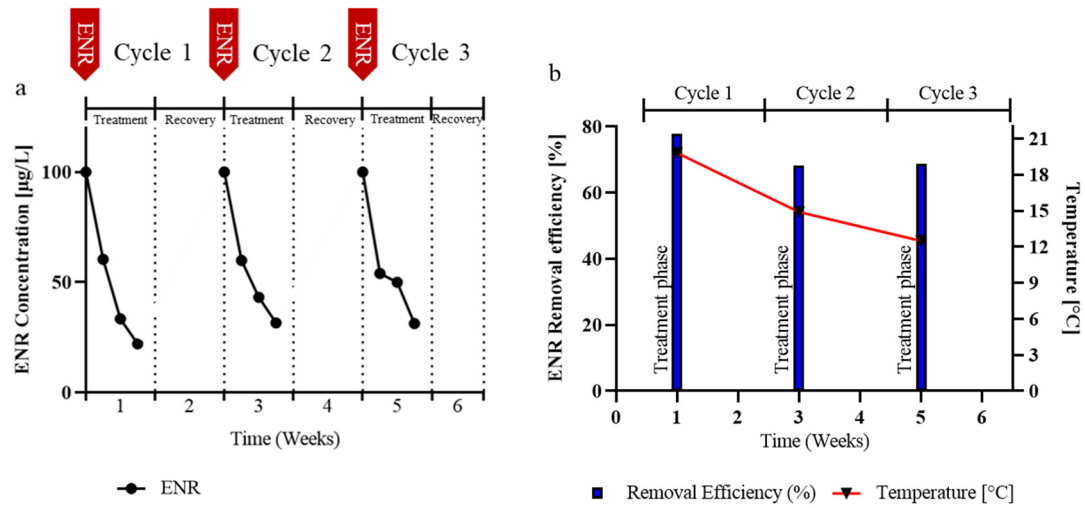 ENR Cycle 1 ENR Cycle 2 ENR Cycle 3
a
Treatment Recovery Treatment Recovery Treatment Recovery
ENR Concentration [µg/L]
100
50
0
1 2 3 4 5 6
Time (Weeks)
ENR
b
Cycle 1 Cycle 2 Cycle 3
ENR Removal efficiency [%]
80
60
40
20
0
Treatment phase
Treatment phase
Treatment phase
21
18
15
12
9
6
3
0
Temperature [°C]
0 1 2 3 4 5 6
Time (Weeks)
Removal Efficiency (%) Temperature [°C]